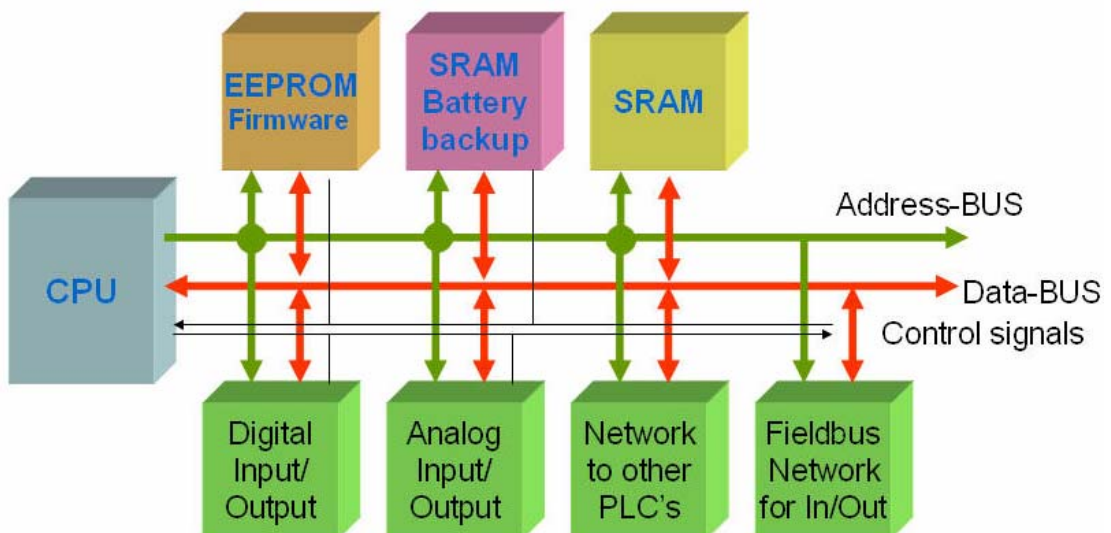 EEPROM
Firmware
SRAM
Battery
backup
SRAM
Address-BUS
CPU
Data-BUS
Control signals
Digital
Input/
Output
Analog
Input/
Output
Network
to other
PLC's
Fieldbus
Network
for In/Out